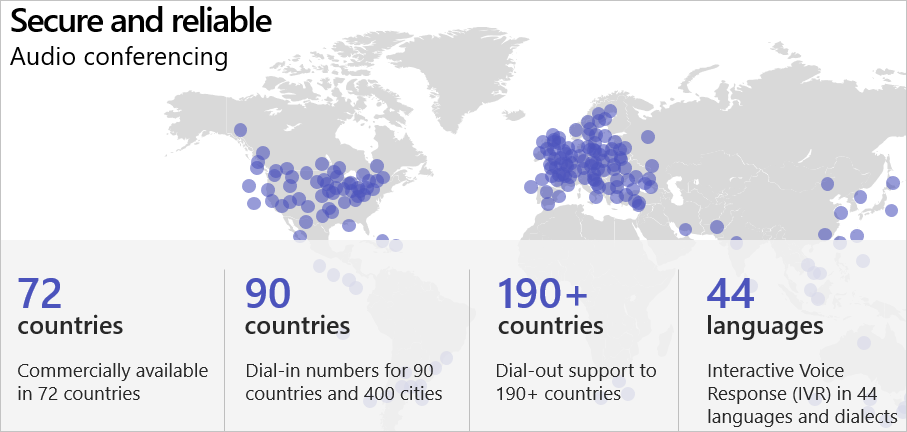 Secure and reliable
Audio conferencing
72
countries
Commercially available
in 72 countries
90
countries
Dial-in numbers for 90
countries and 400 cities
190+
countries
Dial-out support to
190+ countries
44
languages
Interactive Voice
Response (IVR) in 44
languages and dialects